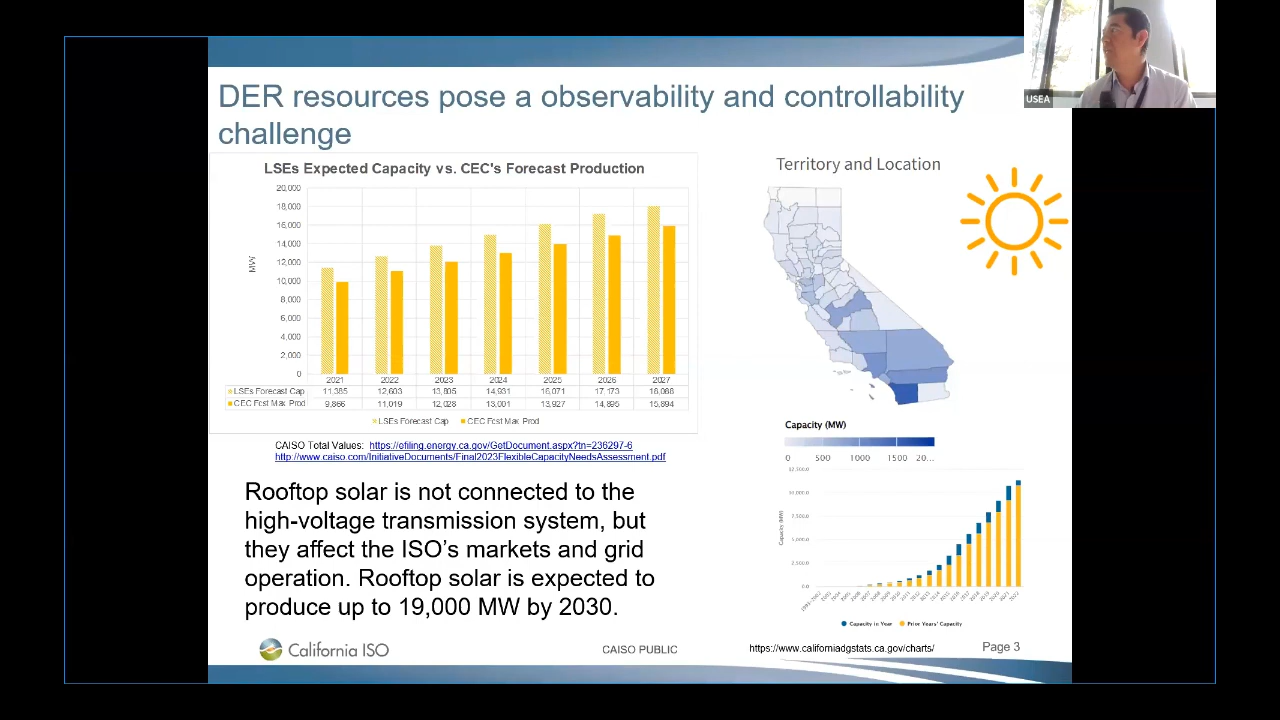 USEA
DER resources pose a observability and controllability
challenge
LSEs Expected Capacity vs. CEC's Forecast Production
20,000
18,000
16,000
14,000
12,000
10,000
8,000
6,000
4,000
2,000
0
MW
2021 2022 2023 2024 2025 2026 2027
LSEs Forecast Cap 11,385 12,603 13,805 14,931 16,071 17,173 18,066
CEC Fcst Max Prod 9,866 11,019 12,028 13,001 13,927 14,895 15,894
LSEs Forecast Cap CEC Fcst Max Prod
CAISO Total Values: https://efiling.energy.ca.gov/GetDocument.aspx?tn=236297-6
http://www.caiso.com/InitiativeDocuments/Final2023FlexibleCapacityNeedsAssessment.pdf
Rooftop solar is not connected to the
high-voltage transmission system, but
they affect the ISO's markets and grid
operation. Rooftop solar is expected to
produce up to 19,000 MW by 2030.
Territory and Location
Capacity (MW)
0 500 1000 1500 20...
12,500.0
10,000.0
7,500.0
5,000.0
2,500.0
0.0
Capacity (MW)
Capacity in Year Prior Years' Capacity
California ISO
CAISO PUBLIC
https://www.californiadgstats.ca.gov/charts/
Page 3